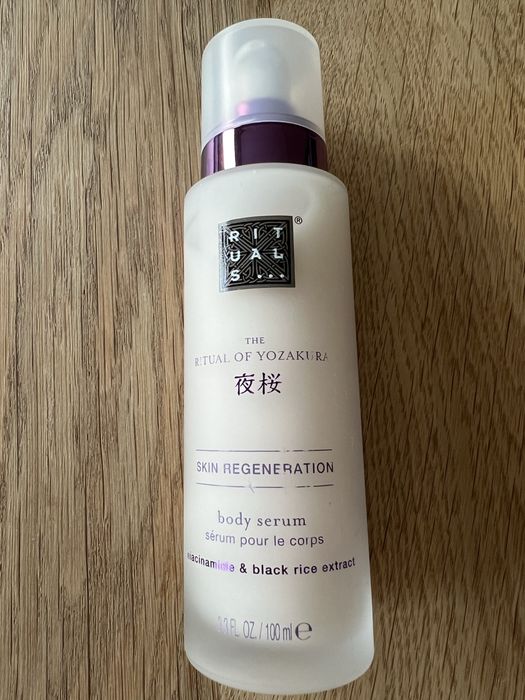 RIT
UAL
S...
®
THE
RITUAL OF YOZAKURA
夜桜
SKIN REGENERATION
body serum
sérum pour le corps
niacinamide & black rice extract
3.3 FL. OZ. / 100 ml ℮